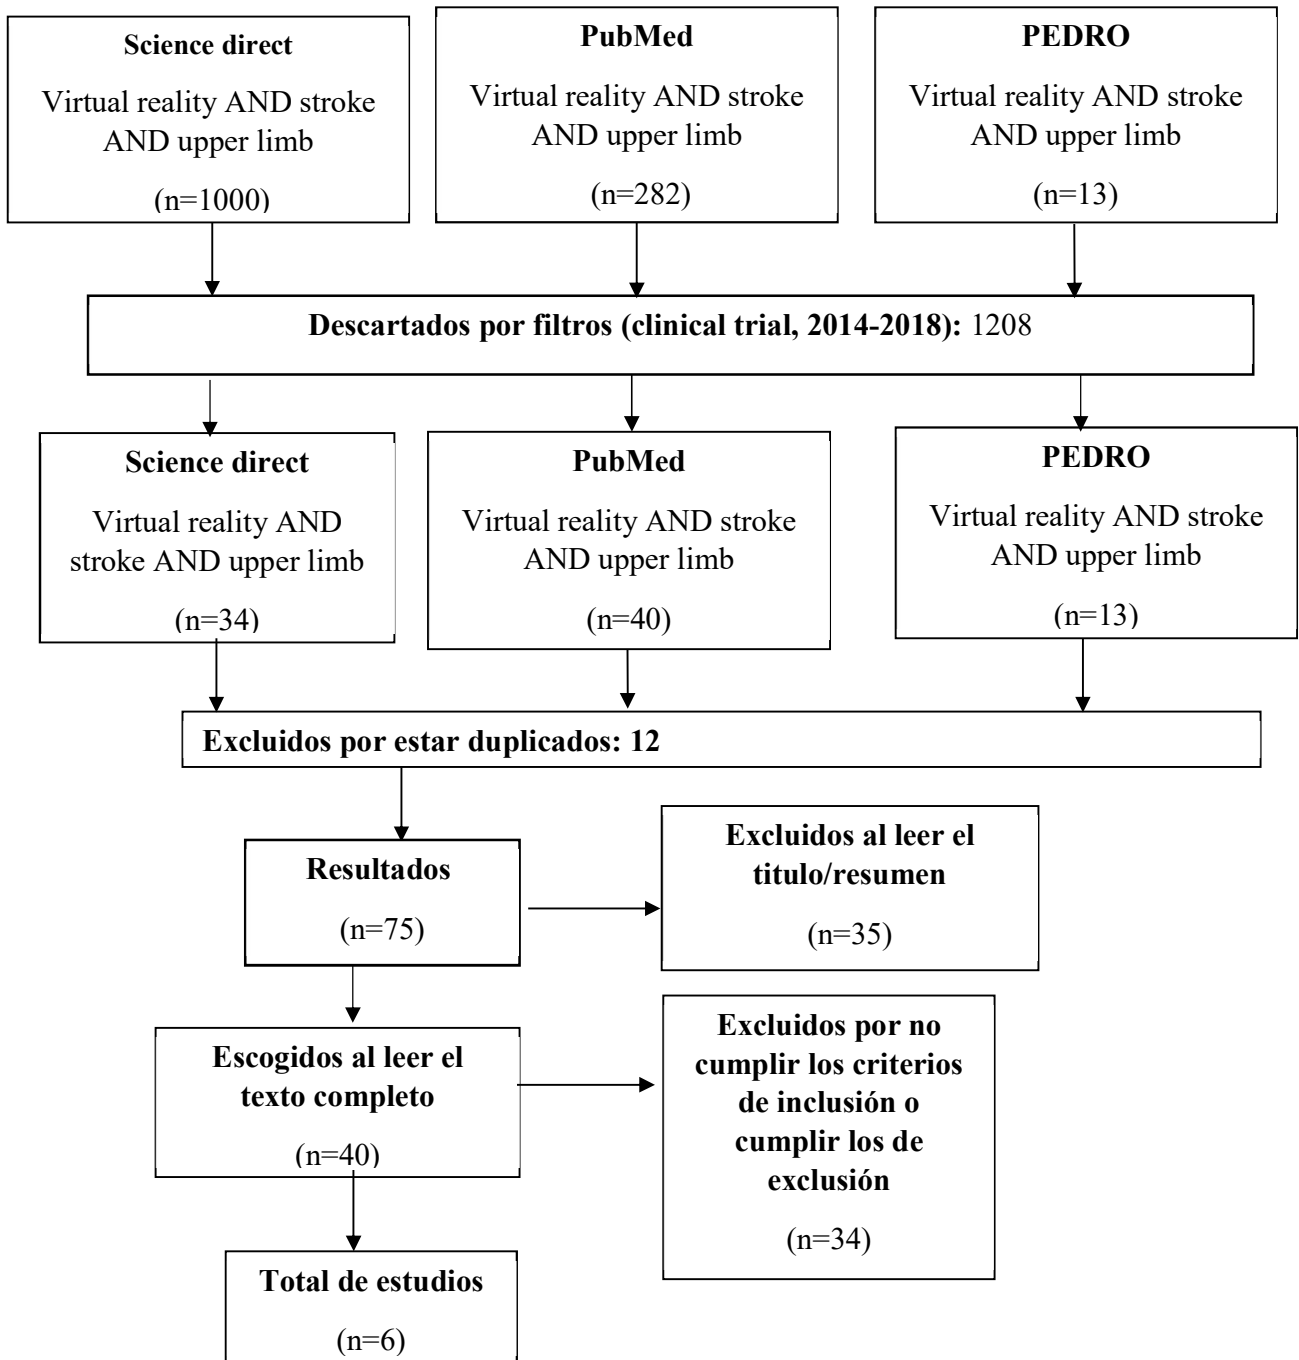 Science direct
Virtual reality AND stroke
AND upper limb
(n=1000)
PubMed
Virtual reality AND stroke
AND upper limb
(n=282)
PEDRO
Virtual reality AND stroke
AND upper limb
(n=13)
Descartados por filtros (clinical trial, 2014-2018): 1208
Science direct
Virtual reality AND
stroke AND upper limb
(n=34)
PubMed
Virtual reality AND stroke
AND upper limb
(n=40)
PEDRO
Virtual reality AND stroke
AND upper limb
(n=13)
Excluidos por estar duplicados: 12
Resultados
(n=75)
Excluidos al leer el
titulo/resumen
(n=35)
Escogidos al leer el
texto completo
(n=40)
Excluidos por no
cumplir los criterios
de inclusión o
cumplir los de
exclusión
(n=34)
Total de estudios
(n=6)